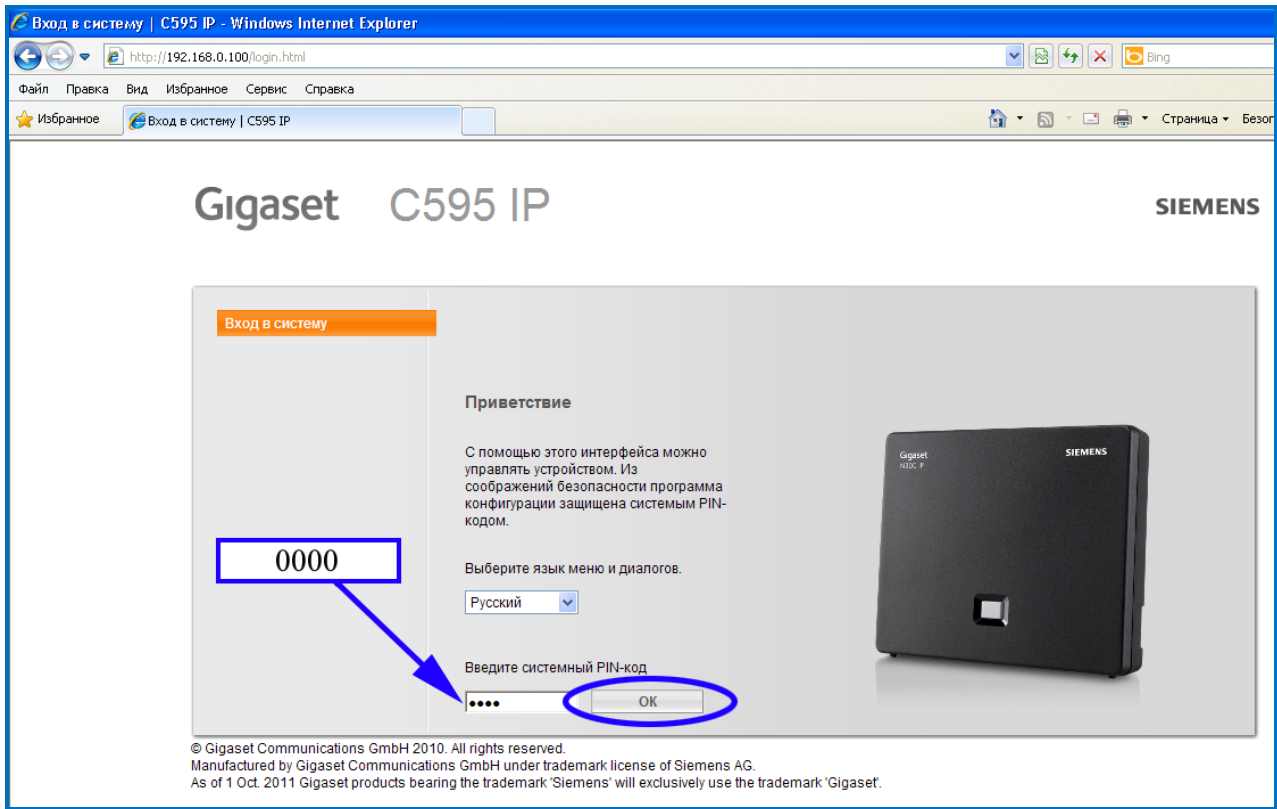 Вход в систему | C595 IP - Windows Internet Explorer
http://192.168.0.100/login.html
Bing
Файл Правка Вид Избранное Сервис Справка
Избранное
Вход в систему | C595 IP
Страница
Gigaset C595 IP
SIEMENS
Вход в систему
Приветствие
С помощью этого интерфейса можно
управлять устройством. Из
соображений безопасности программа
конфигурации защищена системым PIN-
кодом.
Gigaset
SIEMENS
0000
Выберите язык меню и диалогов.
Русский
Введите системный PIN-код
••••
OK
© Gigaset Communications GmbH 2010. All rights reserved.
Manufactured by Gigaset Communications GmbH under trademark license of Siemens AG.
As of 1 Oct. 2011 Gigaset products bearing the trademark 'Siemens' will exclusively use the trademark 'Gigaset'.